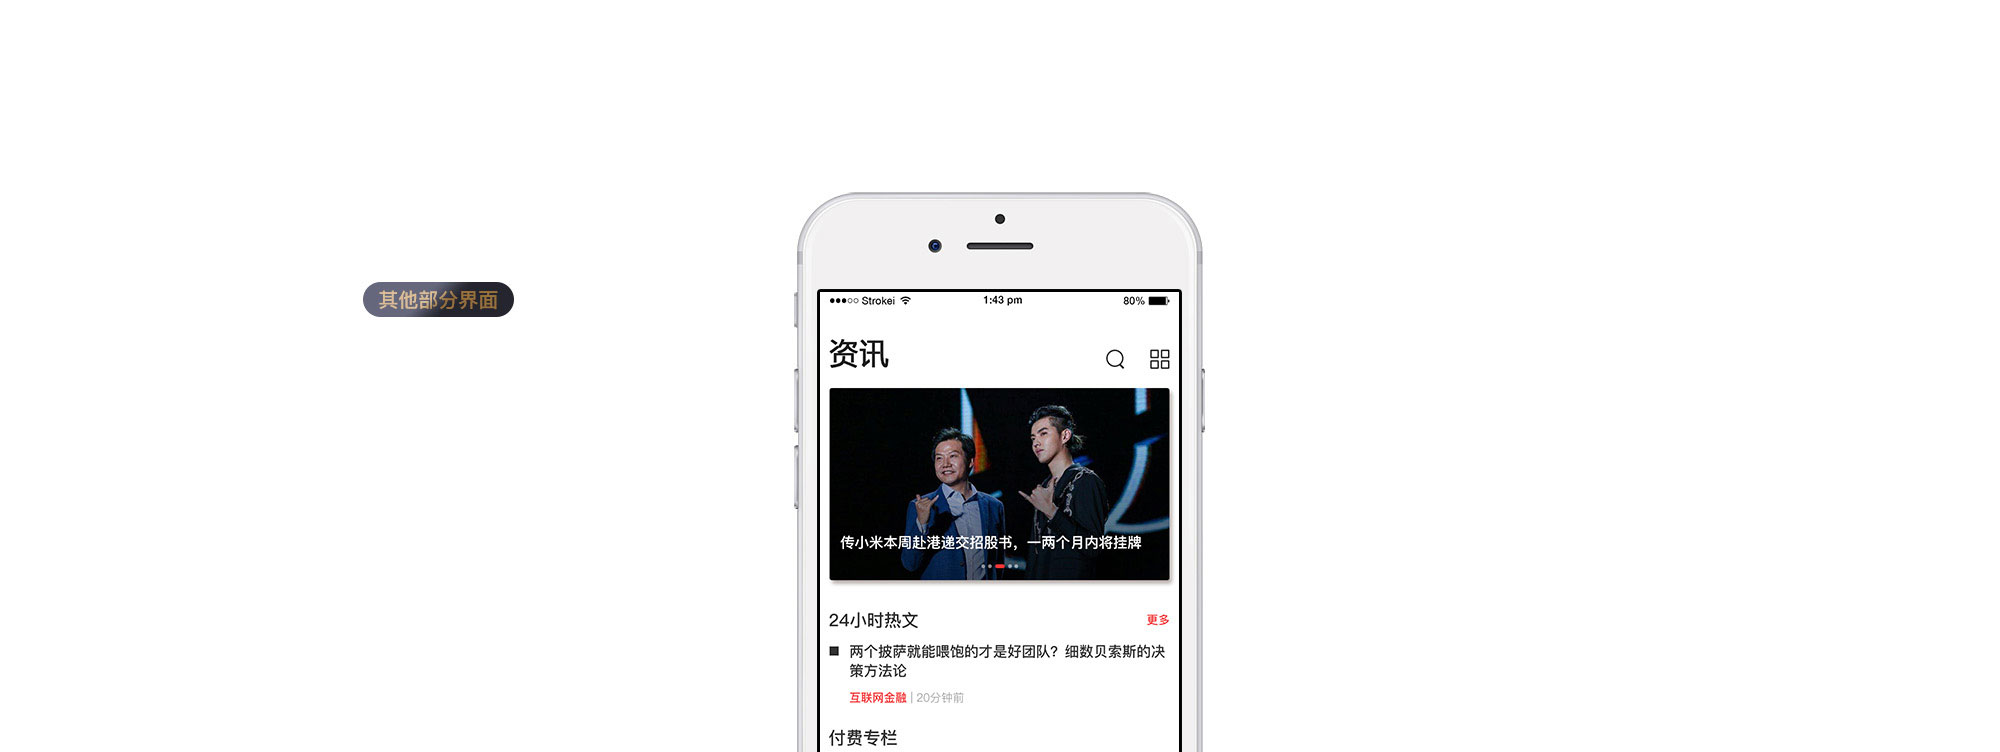 其他部分界面
Strokei
1:43 pm
80%
资讯
传小米本周赴港递交招股书，一两个月内将挂牌
24小时热文
更多
两个披萨就能喂饱的才是好团队？细数贝索斯的决
策方法论
互联网金融 | 20分钟前
付费专栏